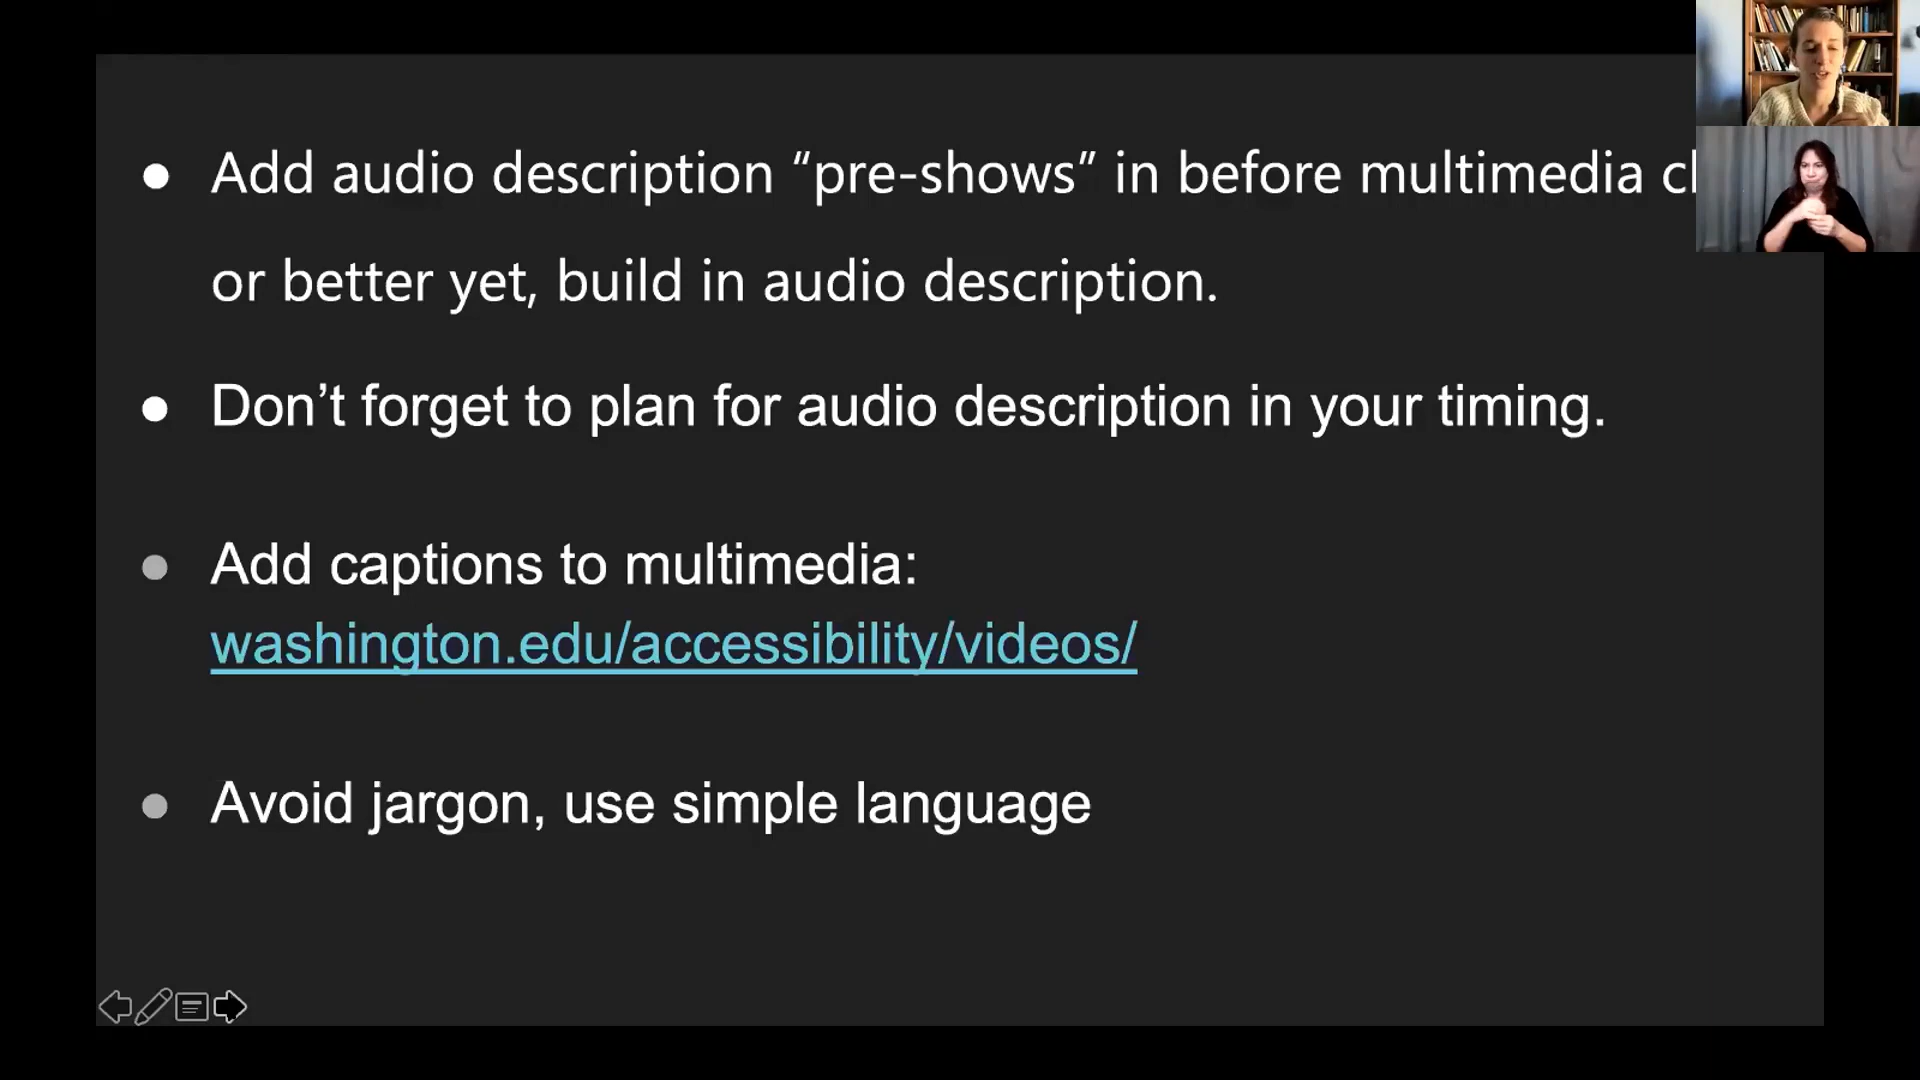 Add audio description “pre-shows” in before multimedia
or better yet, build in audio description.
Don’t forget to plan for audio description in your timing.
Add captions to multimedia:
washington.edu/accessibility/videos/
Avoid jargon, use simple language